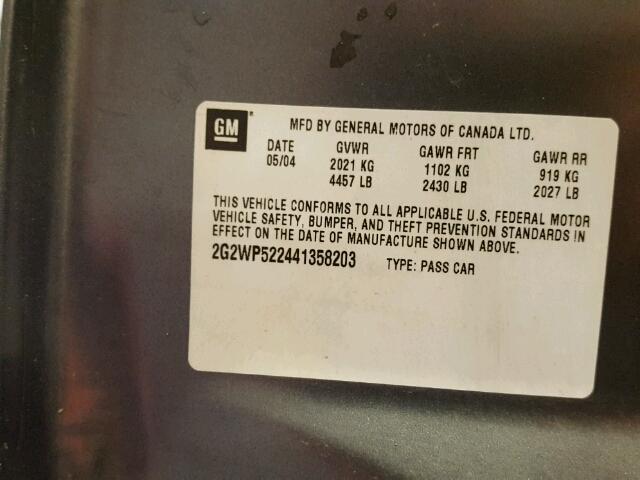 GM
MFD BY GENERAL MOTORS OF CANADA LTD.
DATE GVWR GAWR FRT GAWR RR
05/04 2021 KG 1102 KG 919 KG
4457 LB 2430 LB 2027 LB
THIS VEHICLE CONFORMS TO ALL APPLICABLE U.S. FEDERAL MOTOR
VEHICLE SAFETY, BUMPER, AND THEFT PREVENTION STANDARDS IN
EFFECT ON THE DATE OF MANUFACTURE SHOWN ABOVE.
2G2WP522441358203 TYPE: PASS CAR